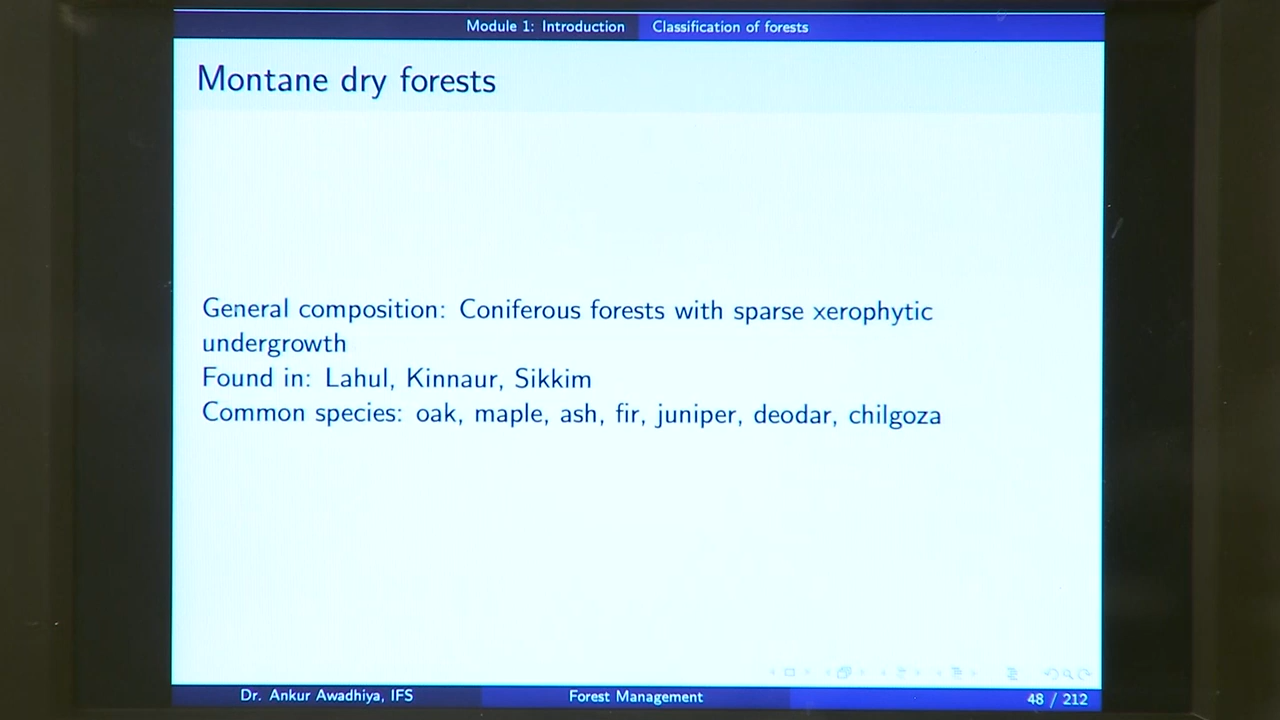 Module 1: Introduction Classification of forests
Montane dry forests
General composition: Coniferous forests with sparse xerophytic
undergrowth
Found in: Lahul, Kinnaur, Sikkim
Common species: oak, maple, ash, fir, juniper, deodar, chilgoza
Dr. Ankur Awadhiya, IFS Forest Management 48 / 212